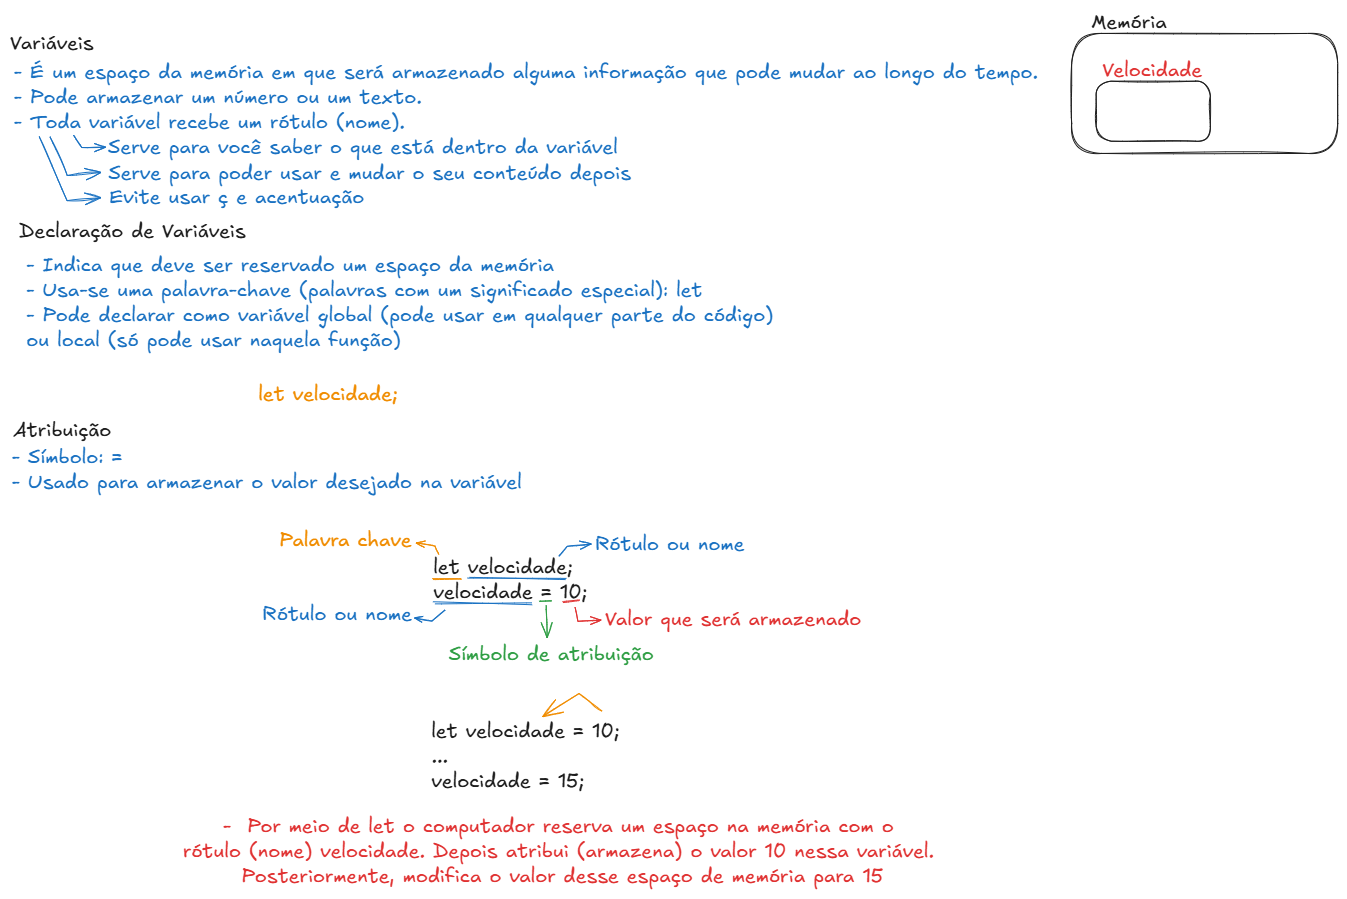 Memória
Variáveis
- É um espaço da memória em que será armazenado alguma informação que pode mudar ao longo do tempo.
Velocidade
- Pode armazenar um número ou um texto.
- Toda variável recebe um rótulo (nome).
Serve para você saber o que está dentro da variável
Serve para poder usar e mudar o seu conteúdo depois
Evite usar ç e acentuação
Declaração de Variáveis
- Indica que deve ser reservado um espaço da memória
- Usa-se uma palavra-chave (palavras com um significado especial): let
- Pode declarar como variável global (pode usar em qualquer parte do código)
ou local (só pode usar naquela função)
let velocidade;
Atribuição
- Símbolo: =
- Usado para armazenar o valor desejado na variável
Palavra chave
Rótulo ou nome
let velocidade;
velocidade = 10;
Rótulo ou nome
Valor que será armazenado
Símbolo de atribuição
let velocidade = 10;
...
velocidade = 15;
- Por meio de let o computador reserva um espaço na memória com o
rótulo (nome) velocidade. Depois atribui (armazena) o valor 10 nessa variável.
Posteriormente, modifica o valor desse espaço de memória para 15